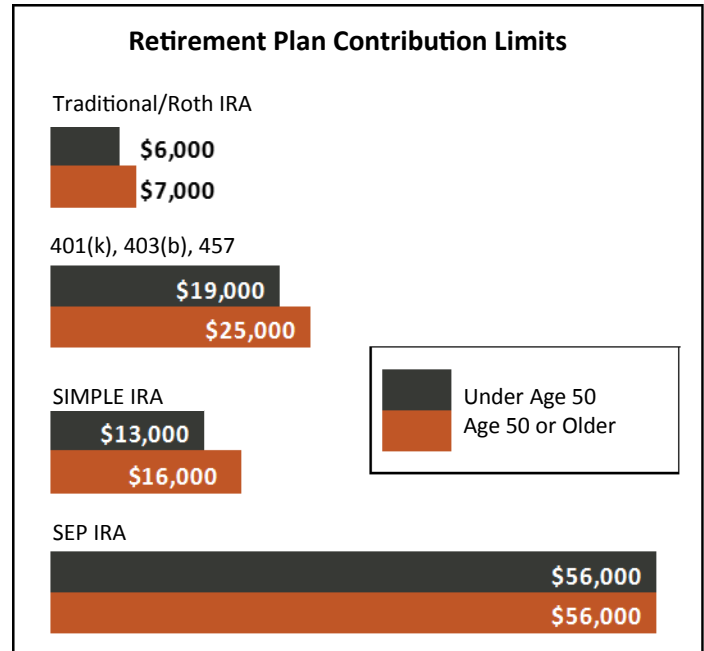 Retirement Plan Contribution Limits
Traditional/Roth IRA
$6,000
$7,000
401(k), 403(b), 457
$19,000
$25,000
Under Age 50
Age 50 or Older
SIMPLE IRA
$13,000
$16,000
SEP IRA
$56,000
$56,000